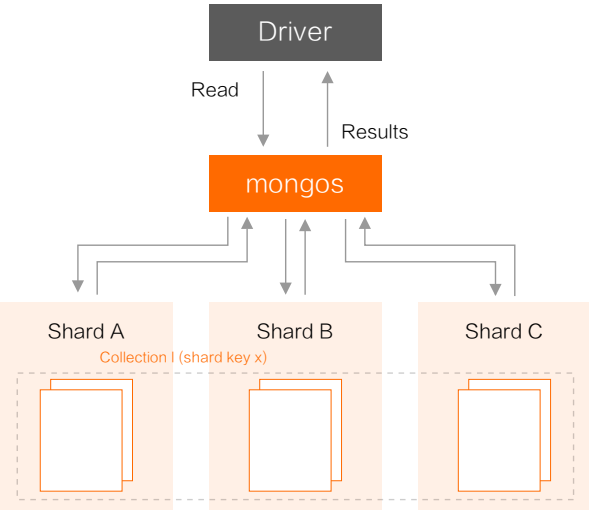 Driver
Read
Results
mongos
Shard A
Shard B
Shard C
Collection I (shard key x)